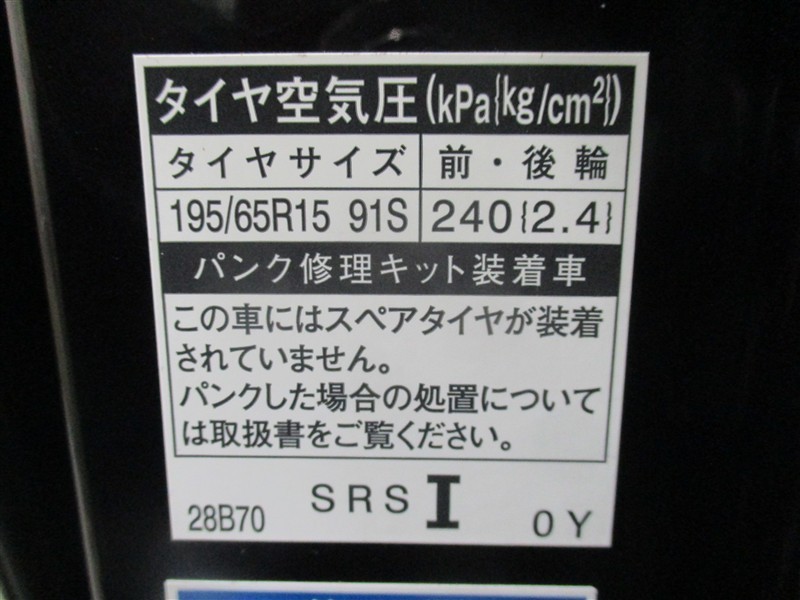 タイヤ空気圧(kPa{kg/cm²})
タイヤサイズ 前・後輪
195/65R15 91S 240{2.4}
パンク修理キット装着車
この車にはスペアタイヤが装着
されていません。
パンクした場合の処置について
は取扱書をご覧ください。
28B70 SRS I 0Y